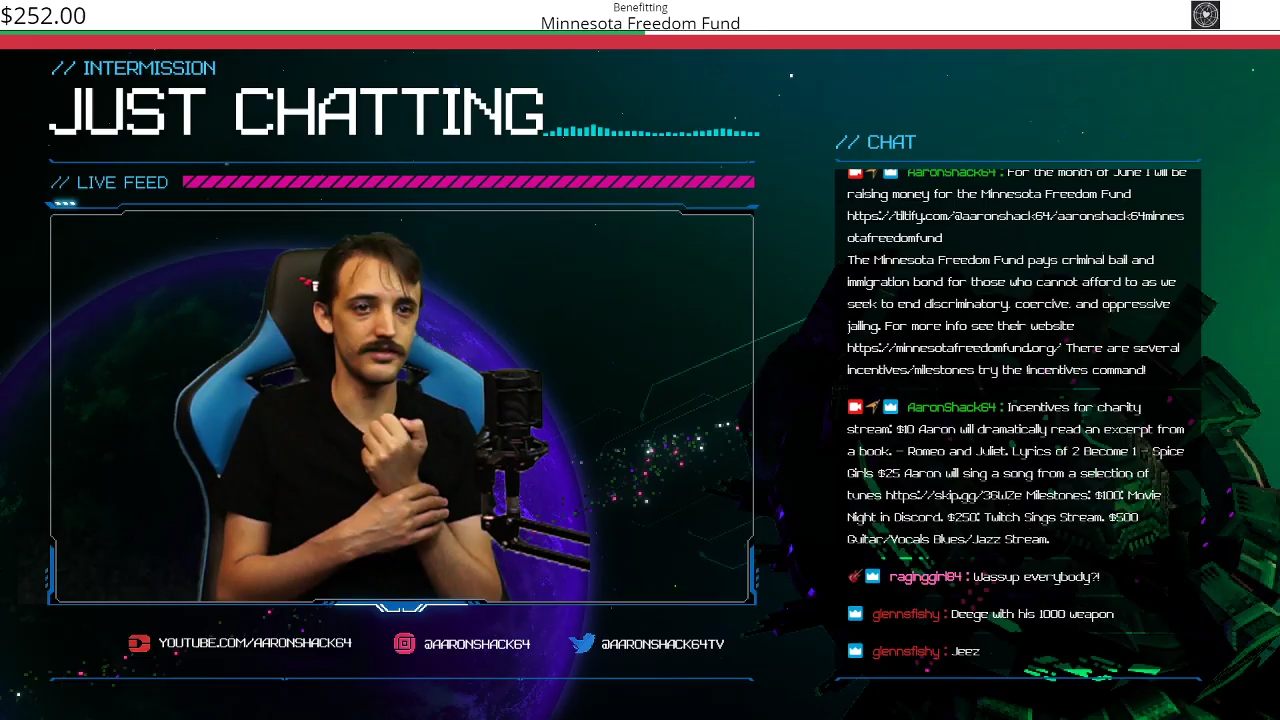 $252.00
Benefitting
Minnesota Freedom Fund
// INTERMISSION
JUST CHATTING
// CHAT
// LIVE FEED
AaronShack64 : For the month of June I will be
raising money for the Minnesota Freedom Fund
https://tiltify.com/@aaronshack64/aaronshack64minnes
otafreedomfund
The Minnesota Freedom Fund pays criminal bail and
immigration bond for those who cannot afford to as we
seek to end discriminatory, coercive, and oppressive
jailing. For more info see their website
https://minnesotafreedomfund.org/ There are several
incentives/milestones try the !incentives command!
AaronShack64 : Incentives for charity
stream: $10 Aaron will dramatically read an excerpt from
a book. - Romeo and Juliet. Lyrics of 2 Become 1 - Spice
Girls $25 Aaron will sing a song from a selection of
tunes https://skip.gg/36WZe Milestones: $100: Movie
Night in Discord. $250: Twitch Sings Stream. $500
Guitar/Vocals Blues/Jazz Stream.
raginggirl64 : Wassup everybody?!
glennsfishy : Deege with his 1000 weapon
glennsfishy : Jeez
YOUTUBE.COM/AARONSHACK64
@AARONSHACK64
@AARONSHACK64TV